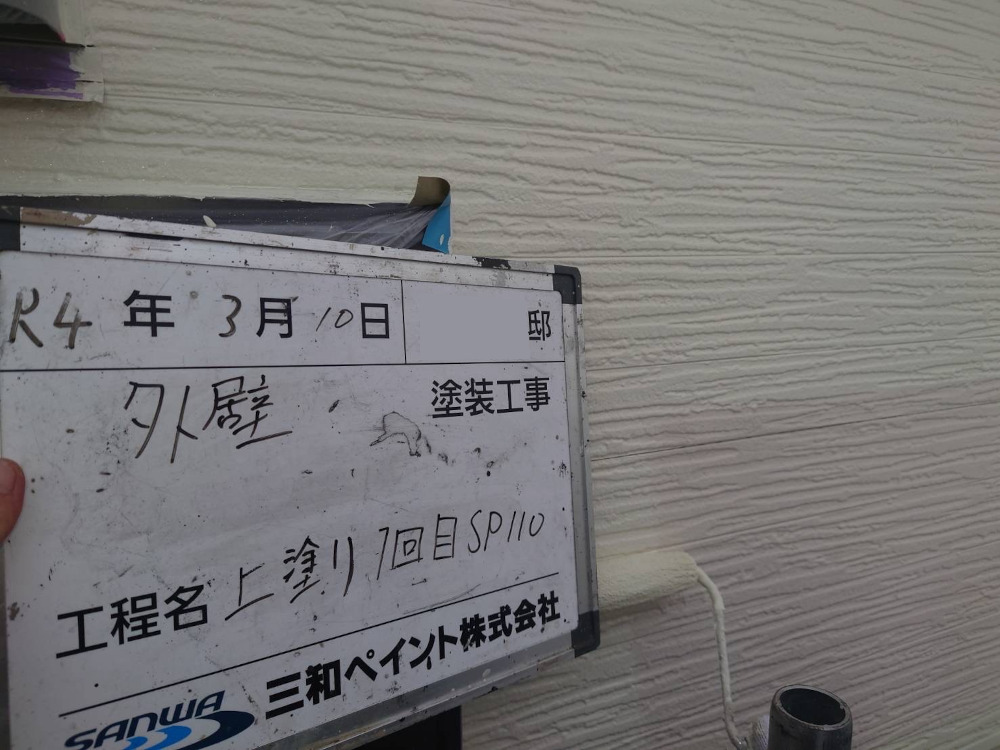 R4年3月10日 邸
外壁 塗装工事
工程名 上塗り1回目SP110
SANWA 三和ペイント株式会社